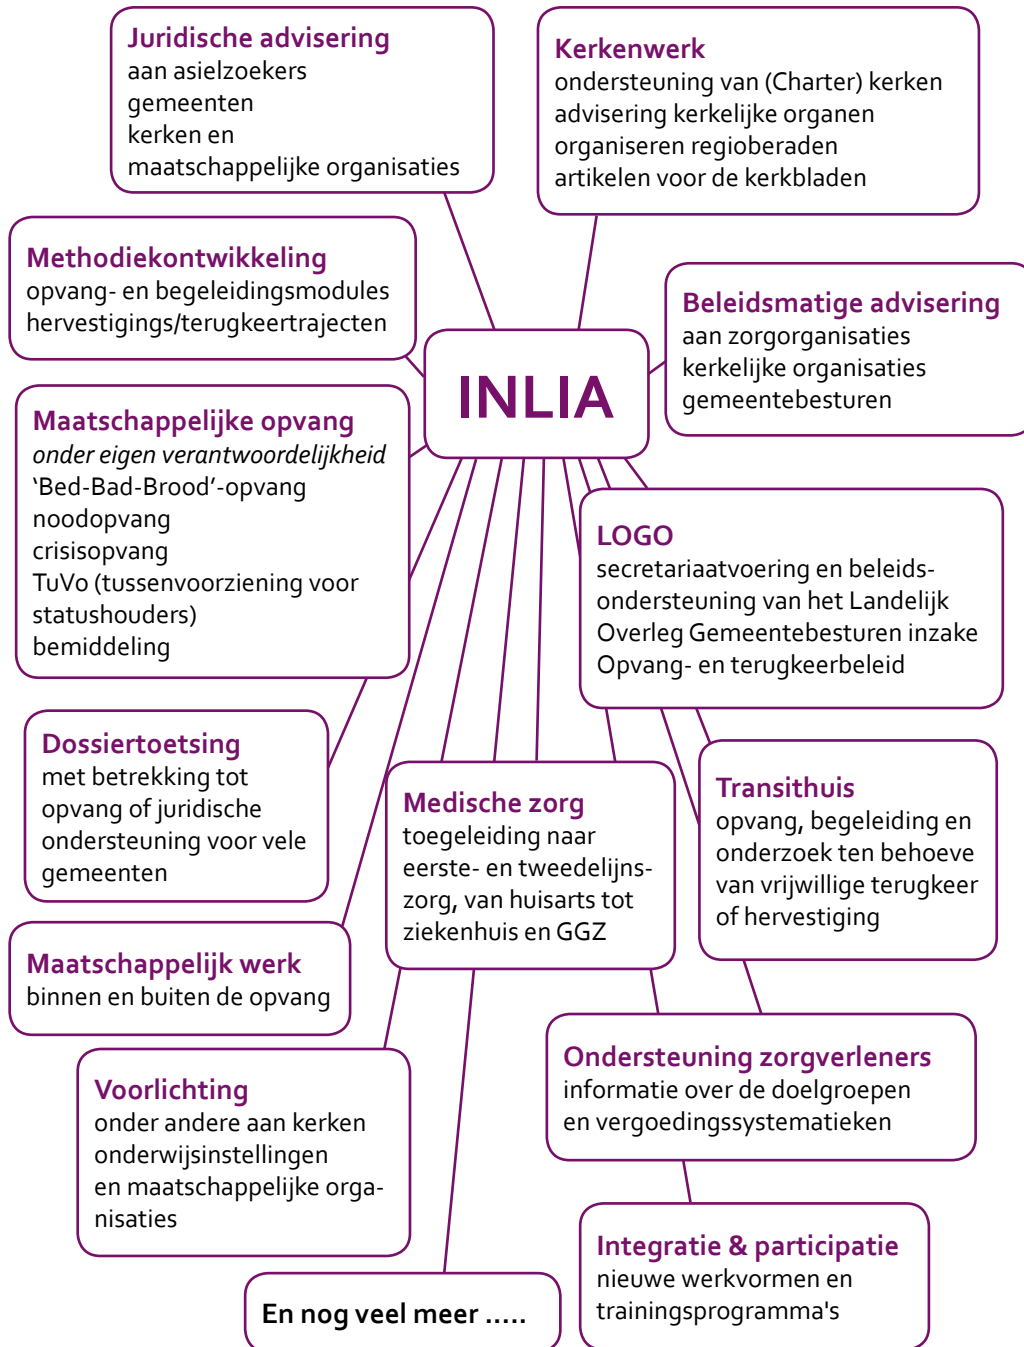 Juridische advisering
aan asielzoekers
gemeenten
kerken en
maatschappelijke organisaties
Kerkenwerk
ondersteuning van (Charter) kerken
advisering kerkelijke organen
organiseren regioberaden
artikelen voor de kerkbladen
Methodiekontwikkeling
opvang- en begeleidingsmodules
hervestigings/terugkeertrajecten
Beleidsmatige advisering
aan zorgorganisaties
kerkelijke organisaties
gemeentebesturen
INLIA
Maatschappelijke opvang
onder eigen verantwoordelijkheid
‘Bed-Bad-Brood’-opvang
noodopvang
crisisopvang
TuVo (tussenvoorziening voor
statushouders)
bemiddeling
LOGO
secretariaatvoering en beleids-
ondersteuning van het Landelijk
Overleg Gemeentebesturen inzake
Opvang- en terugkeerbeleid
Dossiertoetsing
met betrekking tot
opvang of juridische
ondersteuning voor vele
gemeenten
Medische zorg
toegeleiding naar
eerste- en tweedelijns-
zorg, van huisarts tot
ziekenhuis en GGZ
Transithuis
opvang, begeleiding en
onderzoek ten behoeve
van vrijwillige terugkeer
of hervestiging
Maatschappelijk werk
binnen en buiten de opvang
Ondersteuning zorgverleners
informatie over de doelgroepen
en vergoedingssystematieken
Voorlichting
onder andere aan kerken
onderwijsinstellingen
en maatschappelijke orga-
nisaties
Integratie & participatie
nieuwe werkvormen en
trainingsprogramma's
En nog veel meer .....